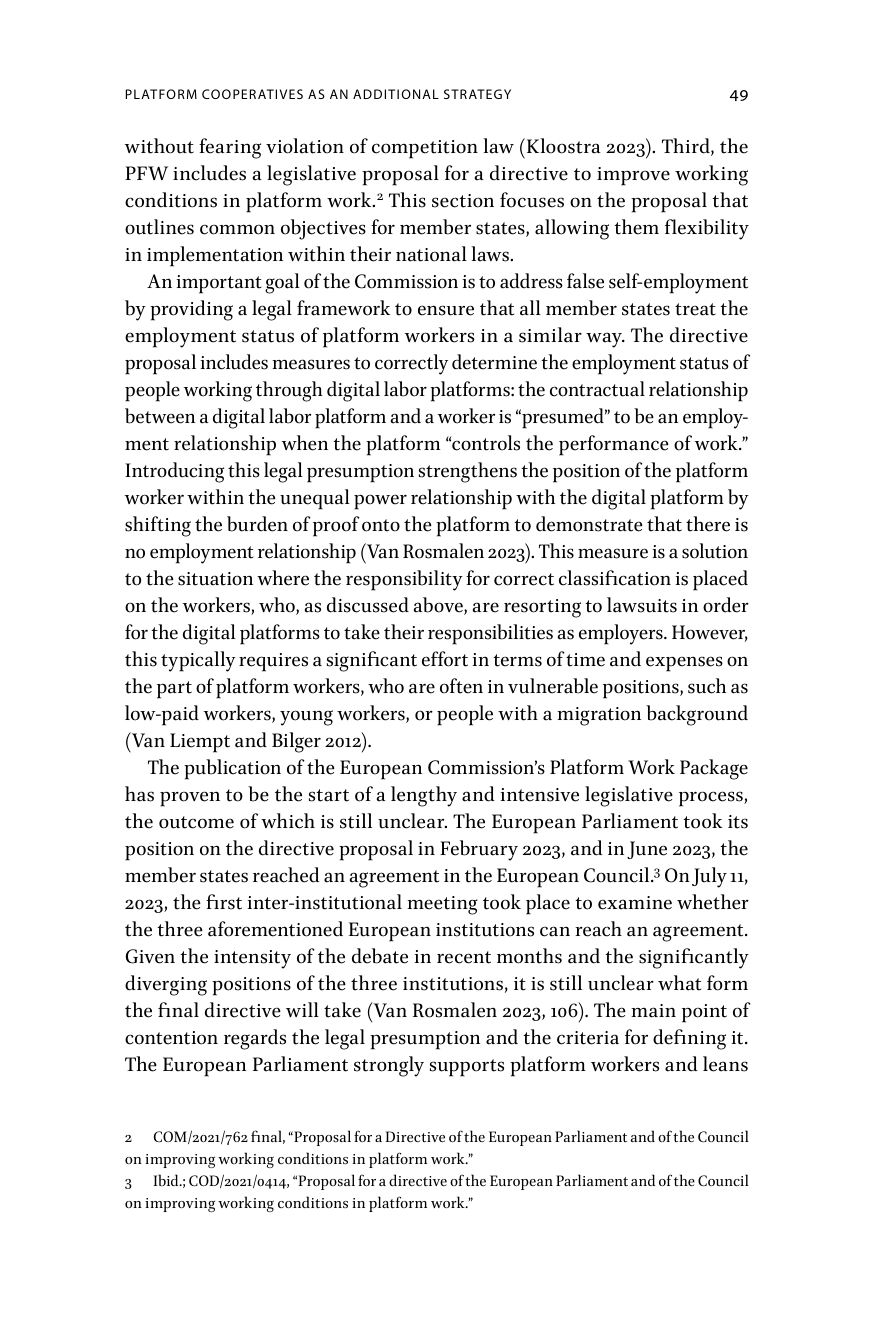 PLATFORM COOPERATIVES AS AN ADDITIONAL STRATEGY 49
without fearing violation of competition law (Kloostra 2023). Third, the
PFW includes a legislative proposal for a directive to improve working
conditions in platform work.² This section focuses on the proposal that
outlines common objectives for member states, allowing them flexibility
in implementation within their national laws.
An important goal of the Commission is to address false self-employment
by providing a legal framework to ensure that all member states treat the
employment status of platform workers in a similar way. The directive
proposal includes measures to correctly determine the employment status of
people working through digital labor platforms: the contractual relationship
between a digital labor platform and a worker is “presumed” to be an employ-
ment relationship when the platform “controls the performance of work.”
Introducing this legal presumption strengthens the position of the platform
worker within the unequal power relationship with the digital platform by
shifting the burden of proof onto the platform to demonstrate that there is
no employment relationship (Van Rosmalen 2023). This measure is a solution
to the situation where the responsibility for correct classification is placed
on the workers, who, as discussed above, are resorting to lawsuits in order
for the digital platforms to take their responsibilities as employers. However,
this typically requires a significant effort in terms of time and expenses on
the part of platform workers, who are often in vulnerable positions, such as
low-paid workers, young workers, or people with a migration background
(Van Liempt and Bilger 2012).
The publication of the European Commission’s Platform Work Package
has proven to be the start of a lengthy and intensive legislative process,
the outcome of which is still unclear. The European Parliament took its
position on the directive proposal in February 2023, and in June 2023, the
member states reached an agreement in the European Council.³ On July 11,
2023, the first inter-institutional meeting took place to examine whether
the three aforementioned European institutions can reach an agreement.
Given the intensity of the debate in recent months and the significantly
diverging positions of the three institutions, it is still unclear what form
the final directive will take (Van Rosmalen 2023, 106). The main point of
contention regards the legal presumption and the criteria for defining it.
The European Parliament strongly supports platform workers and leans
2 COM/2021/762 final, “Proposal for a Directive of the European Parliament and of the Council
on improving working conditions in platform work.”
3 Ibid.; COD/2021/0414, “Proposal for a directive of the European Parliament and of the Council
on improving working conditions in platform work.”